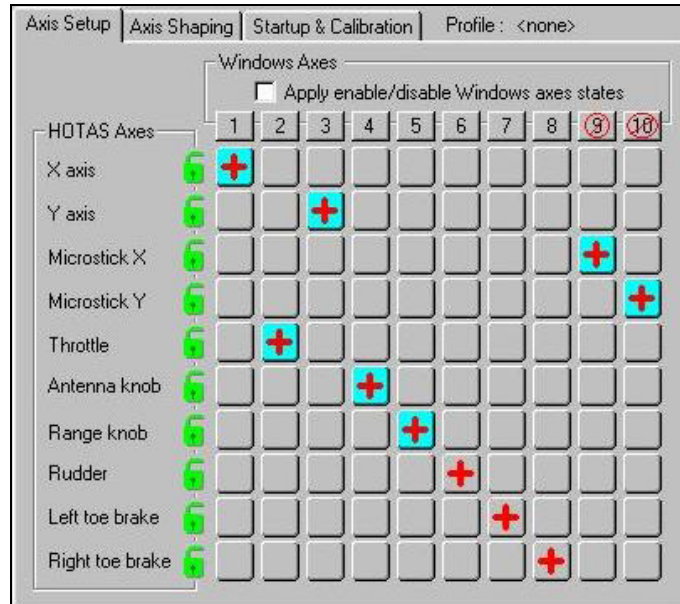 Axis Setup Axis Shaping Startup & Calibration Profile : <none>
Windows Axes
Apply enable/disable Windows axes states
HOTAS Axes 1 2 3 4 5 6 7 8 9 10
X axis
Y axis
Microstick X
Microstick Y
Throttle
Antenna knob
Range knob
Rudder
Left toe brake
Right toe brake